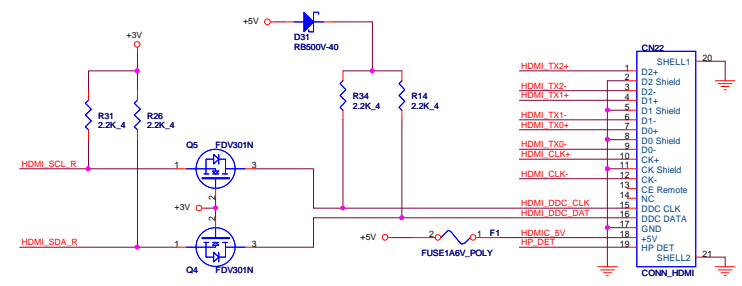 +5V
D31
RB500V-40
+3V
CN22
SHELL1 20
HDMI_TX2+ 1 D2+
2 D2 Shield
HDMI_TX2- 3 D2-
HDMI_TX1+ 4 D1+
5 D1 Shield
HDMI_TX1- 6 D1-
HDMI_TX0+ 7 D0+
8 D0 Shield
HDMI_TX0- 9 D0-
HDMI_CLK+ 10 CK+
11 CK Shield
HDMI_CLK- 12 CK-
13 CE Remote
14 NC
HDMI_DDC_CLK 15 DDC CLK
HDMI_DDC_DAT 16 DDC DATA
17 GND
HDMIC_5V 18 +5V
HP_DET 19 HP DET
SHELL2 21
CONN_HDMI
R31
2.2K_4
R26
2.2K_4
R34
2.2K_4
R14
2.2K_4
Q5 FDV301N
HDMI_SCL_R 1 3
2
+3V
2
HDMI_SDA_R 1 3
Q4 FDV301N
+5V 2 1 F1
FUSE1A6V_POLY